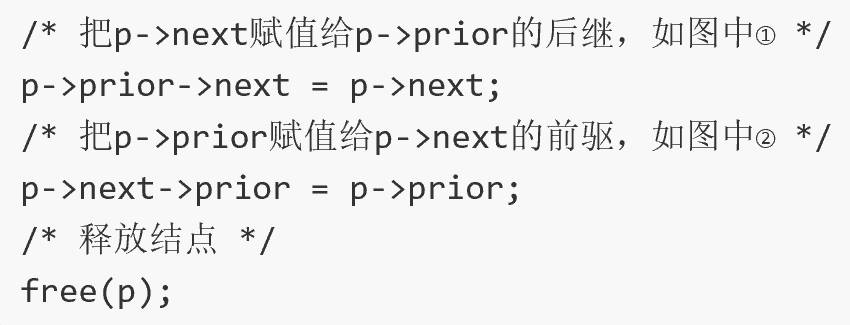 /* 把p->next赋值给p->prior的后继，如图中① */
p->prior->next = p->next;
/* 把p->prior赋值给p->next的前驱，如图中② */
p->next->prior = p->prior;
/* 释放结点 */
free(p);